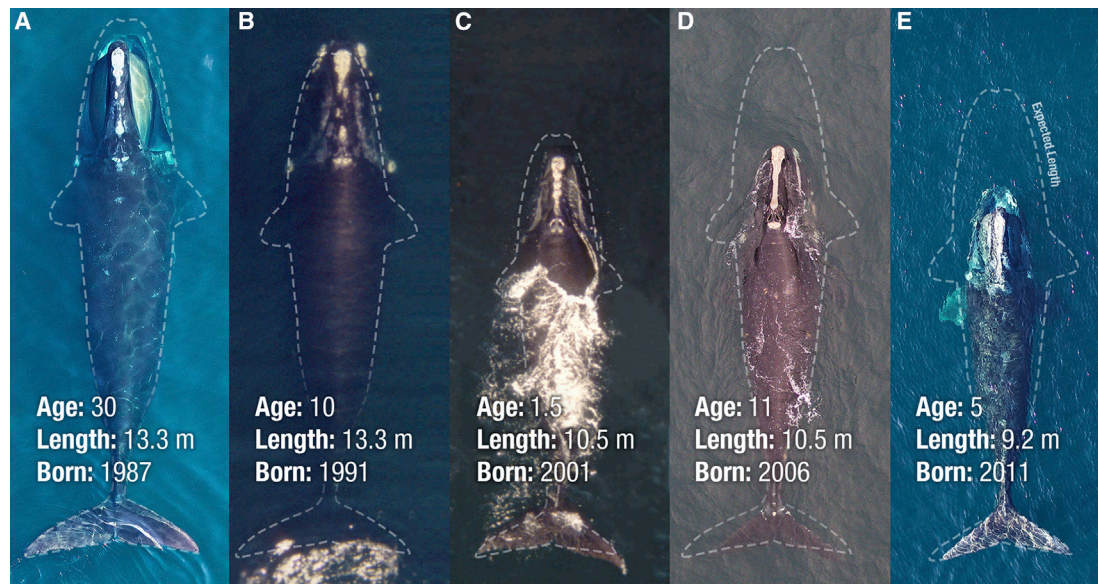 A
Age: 30
Length: 13.3 m
Born: 1987
B
Age: 10
Length: 13.3 m
Born: 1991
C
Age: 1.5
Length: 10.5 m
Born: 2001
D
Age: 11
Length: 10.5 m
Born: 2006
E
Expected Length
Age: 5
Length: 9.2 m
Born: 2011